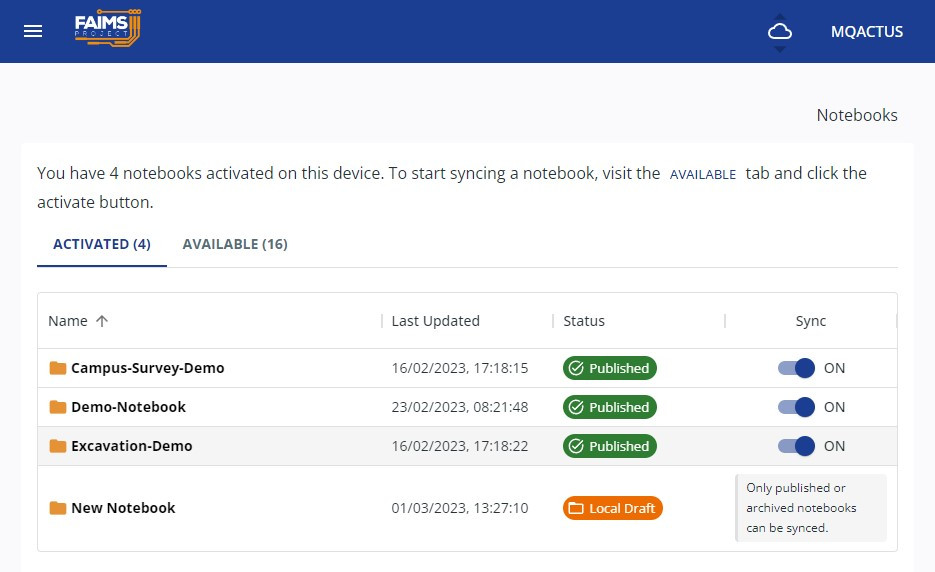 FAIMS
PROJECT
MQACTUS
Notebooks
You have 4 notebooks activated on this device. To start syncing a notebook, visit the AVAILABLE tab and click the
activate button.
ACTIVATED (4) AVAILABLE (16)
Name Last Updated Status Sync
Campus-Survey-Demo 16/02/2023, 17:18:15 Published ON
Demo-Notebook 23/02/2023, 08:21:48 Published ON
Excavation-Demo 16/02/2023, 17:18:22 Published ON
New Notebook 01/03/2023, 13:27:10 Local Draft
Only published or
archived notebooks
can be synced.